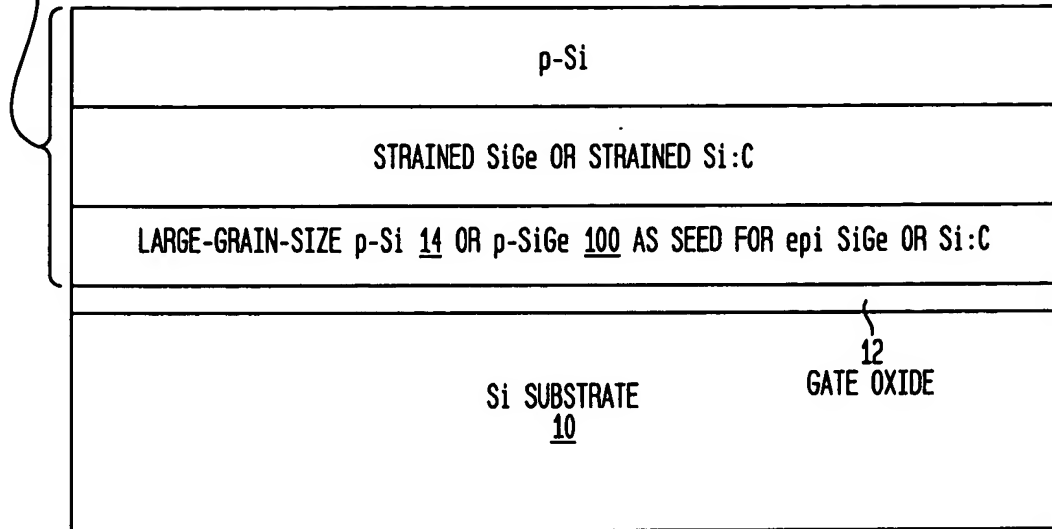 p-Si
STRAINED SiGe OR STRAINED Si:C
LARGE-GRAIN-SIZE p-Si 14 OR p-SiGe 100 AS SEED FOR epi SiGe OR Si:C
12
GATE OXIDE
Si SUBSTRATE
10